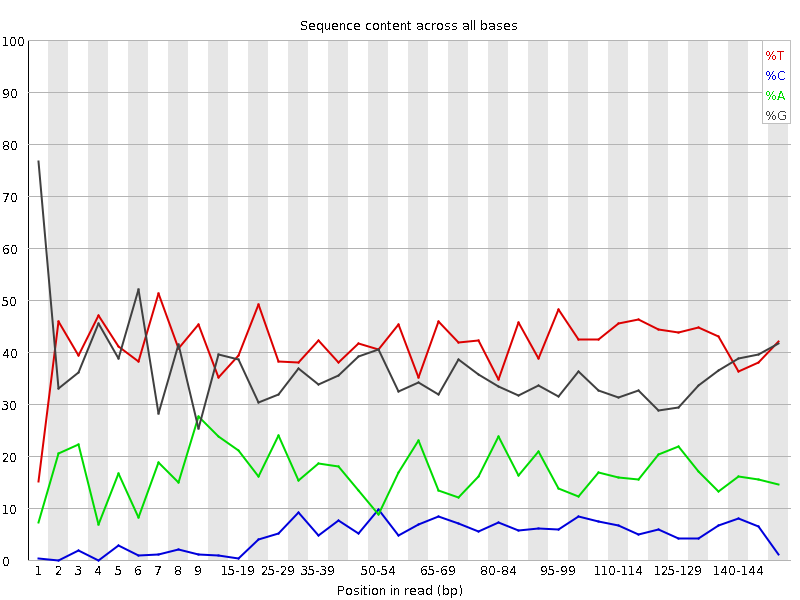 Sequence content across all bases
100
90
80
70
60
50
40
30
20
10
0
%T
%C
%A
%G
1 2 3 4 5 6 7 8 9 15-19 25-29 35-39 50-54 65-69 80-84 95-99 110-114 125-129 140-144
Position in read (bp)